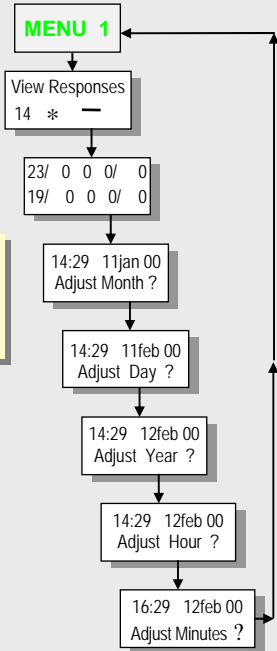 MENU 1
View Responses
14 * —
23/ 0 0 0/ 0
19/ 0 0 0/ 0
14:29 11jan 00
Adjust Month ?
14:29 11feb 00
Adjust Day ?
14:29 12feb 00
Adjust Year ?
14:29 12feb 00
Adjust Hour ?
16:29 12feb 00
Adjust Minutes ?